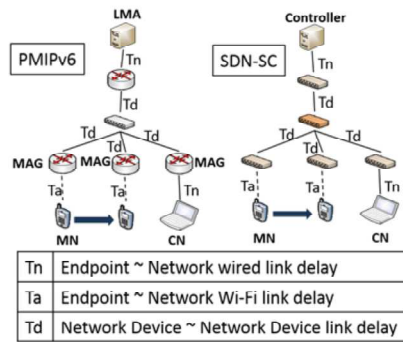 LMA
Controller
PMIPv6
Tn
SDN-SC
Tn
Td
Td
Td
Td
Td
Td
Td
Td
MAG
MAG
MAG
Ta
Ta
Tn
Ta
Ta
Tn
MN
CN
MN
CN
Tn Endpoint ~ Network wired link delay
Ta Endpoint ~ Network Wi-Fi link delay
Td Network Device ~ Network Device link delay